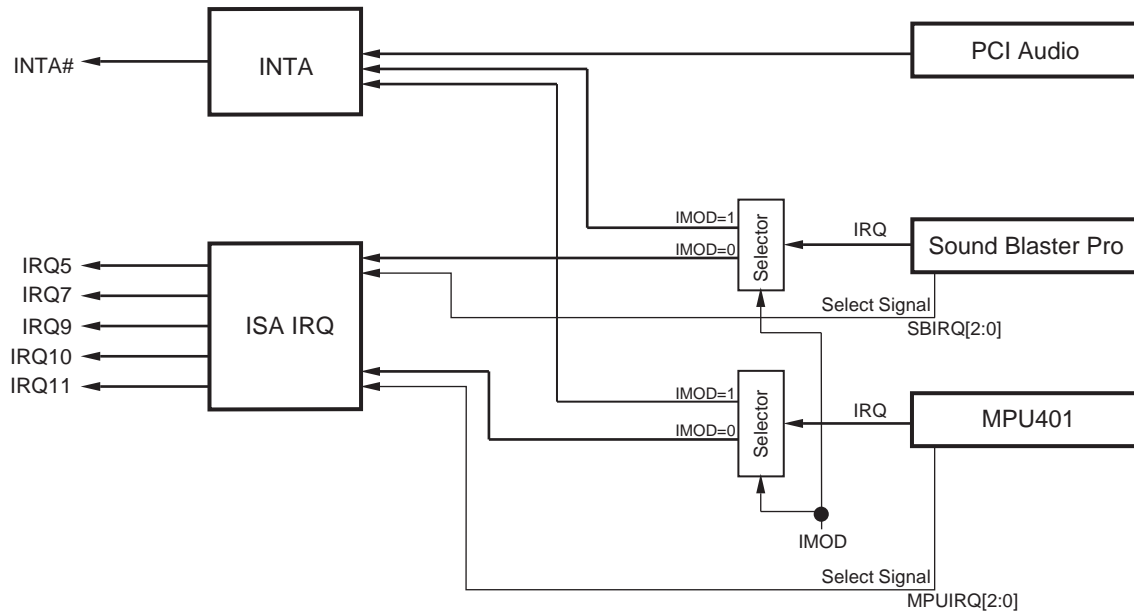 INTA#
INTA
PCI Audio
IMOD=1
IMOD=0
Selector
IRQ
Sound Blaster Pro
Select Signal
SBIRQ[2:0]
IRQ5
IRQ7
IRQ9
IRQ10
IRQ11
ISA IRQ
IMOD=1
IMOD=0
Selector
IRQ
MPU401
IMOD
Select Signal
MPUIRQ[2:0]